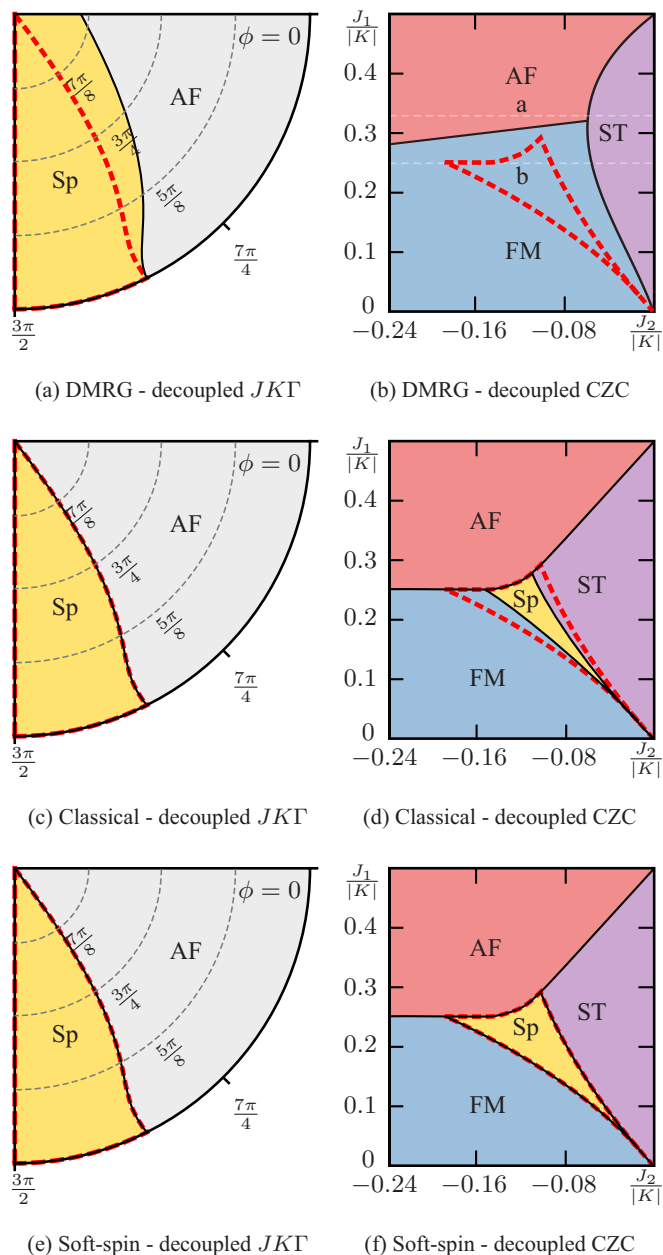 φ = 0
7π/8
3π/4
5π/8
7π/4
3π/2
AF
Sp
(a) DMRG - decoupled JKΓ
J₁/|K|
0.4
0.3
0.2
0.1
0
AF
a
ST
b
FM
−0.24 −0.16 −0.08 J₂/|K|
(b) DMRG - decoupled CZC
φ = 0
7π/8
3π/4
5π/8
7π/4
3π/2
AF
Sp
(c) Classical - decoupled JKΓ
J₁/|K|
0.4
0.3
0.2
0.1
0
AF
Sp
ST
FM
−0.24 −0.16 −0.08 J₂/|K|
(d) Classical - decoupled CZC
φ = 0
7π/8
3π/4
5π/8
7π/4
3π/2
AF
Sp
(e) Soft-spin - decoupled JKΓ
J₁/|K|
0.4
0.3
0.2
0.1
0
AF
Sp
ST
FM
−0.24 −0.16 −0.08 J₂/|K|
(f) Soft-spin - decoupled CZC